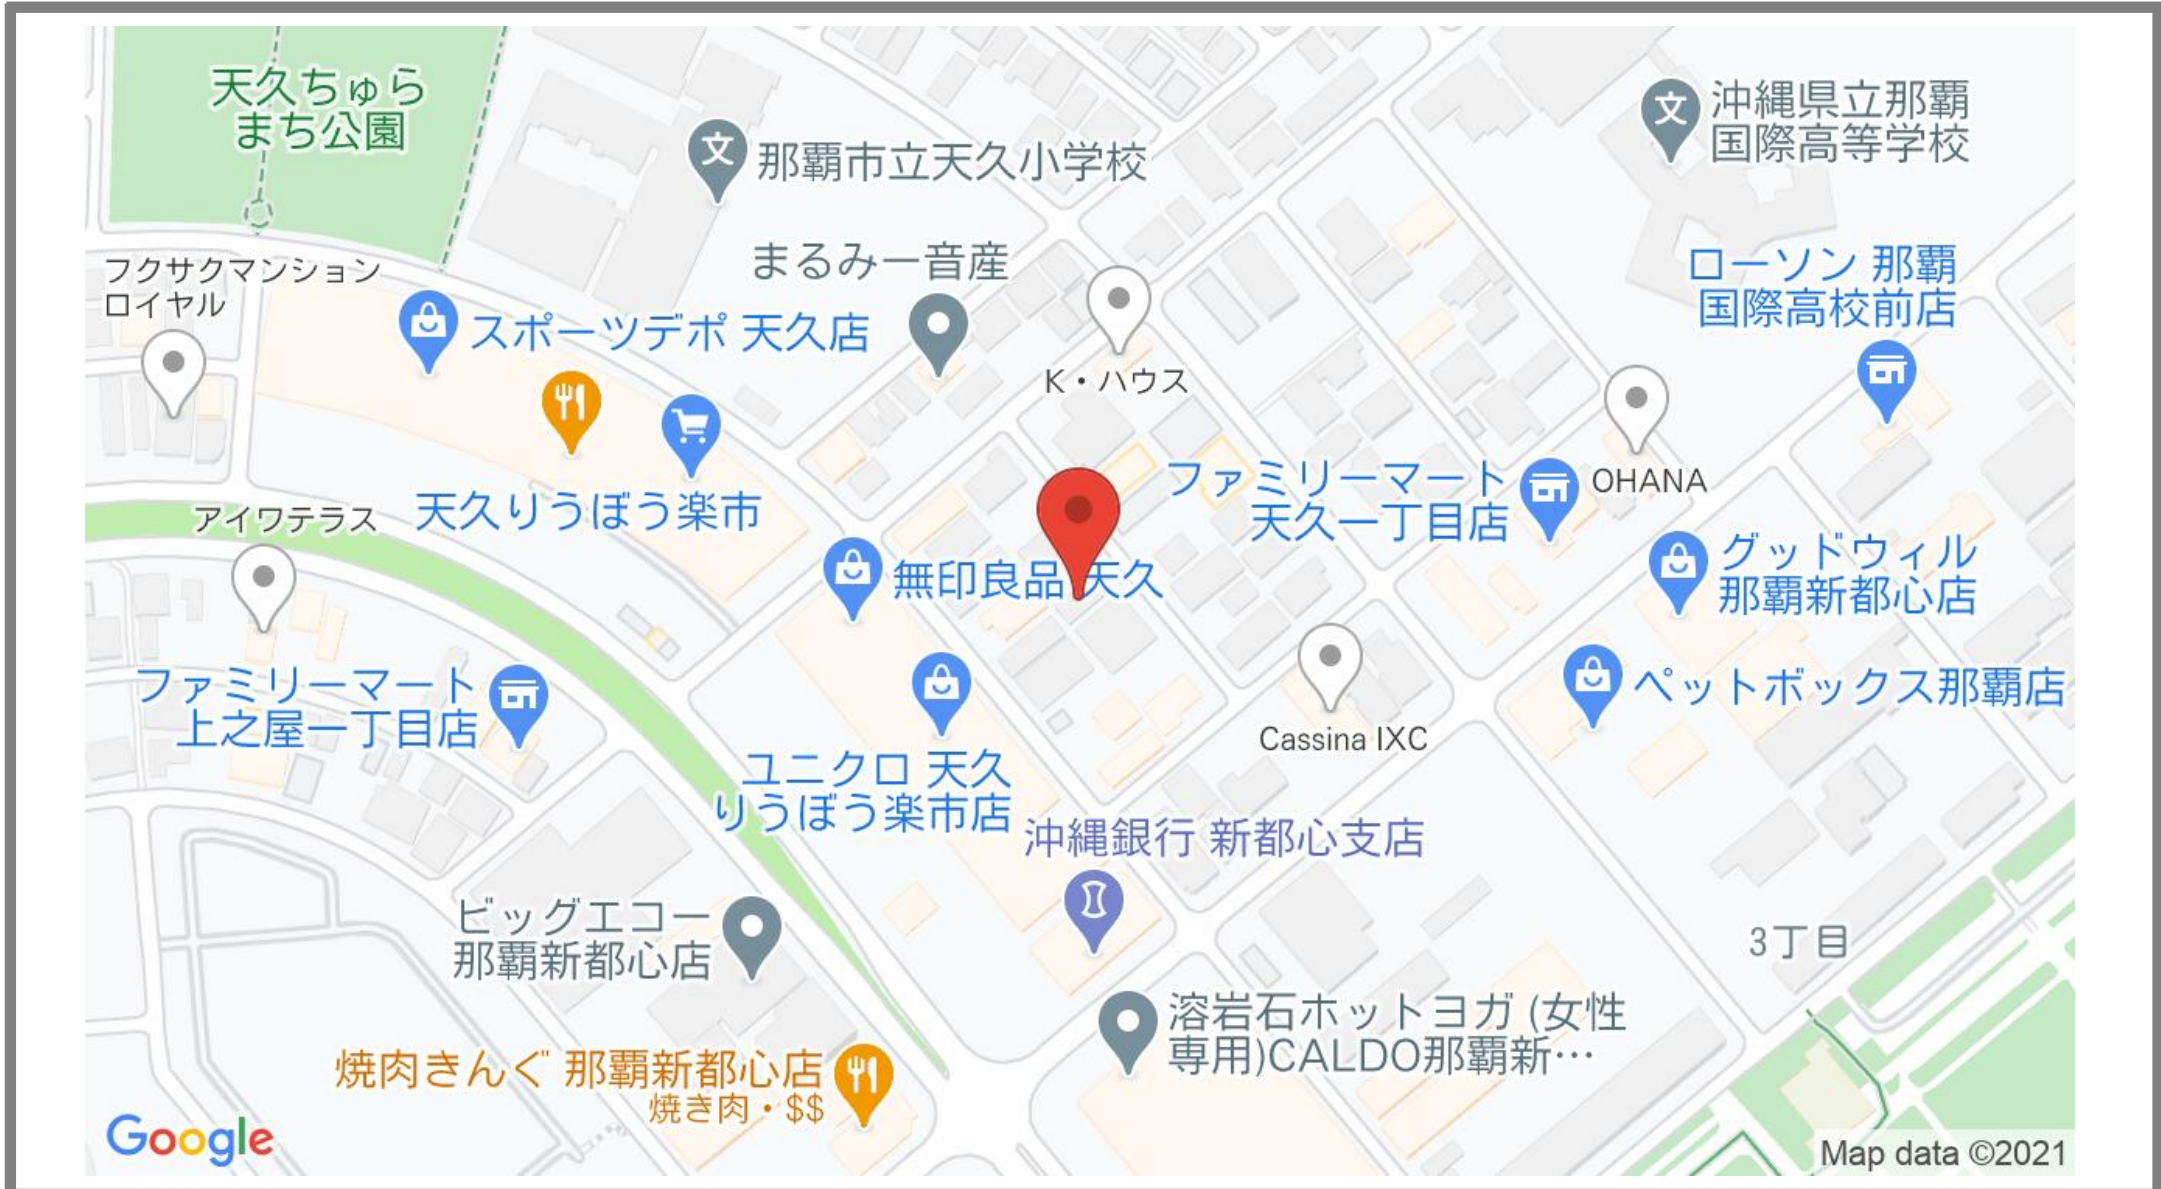 天久ちゅら
まち公園
那覇市立天久小学校
沖縄県立那覇
国際高等学校
まるみ一音産
フクサクマンション
ロイヤル
スポーツデポ 天久店
K・ハウス
ローソン 那覇
国際高校前店
天久りうぼう楽市
アイワテラス
ファミリーマート
天久一丁目店
OHANA
無印良品 天久
グッドウィル
那覇新都心店
ファミリーマート
上之屋一丁目店
ペットボックス那覇店
Cassina IXC
ユニクロ 天久
りうぼう楽市店
沖縄銀行 新都心支店
ビッグエコー
那覇新都心店
3丁目
溶岩石ホットヨガ (女性
専用)CALDO那覇新…
焼肉きんぐ 那覇新都心店
焼き肉・$$
Google
Map data ©2021